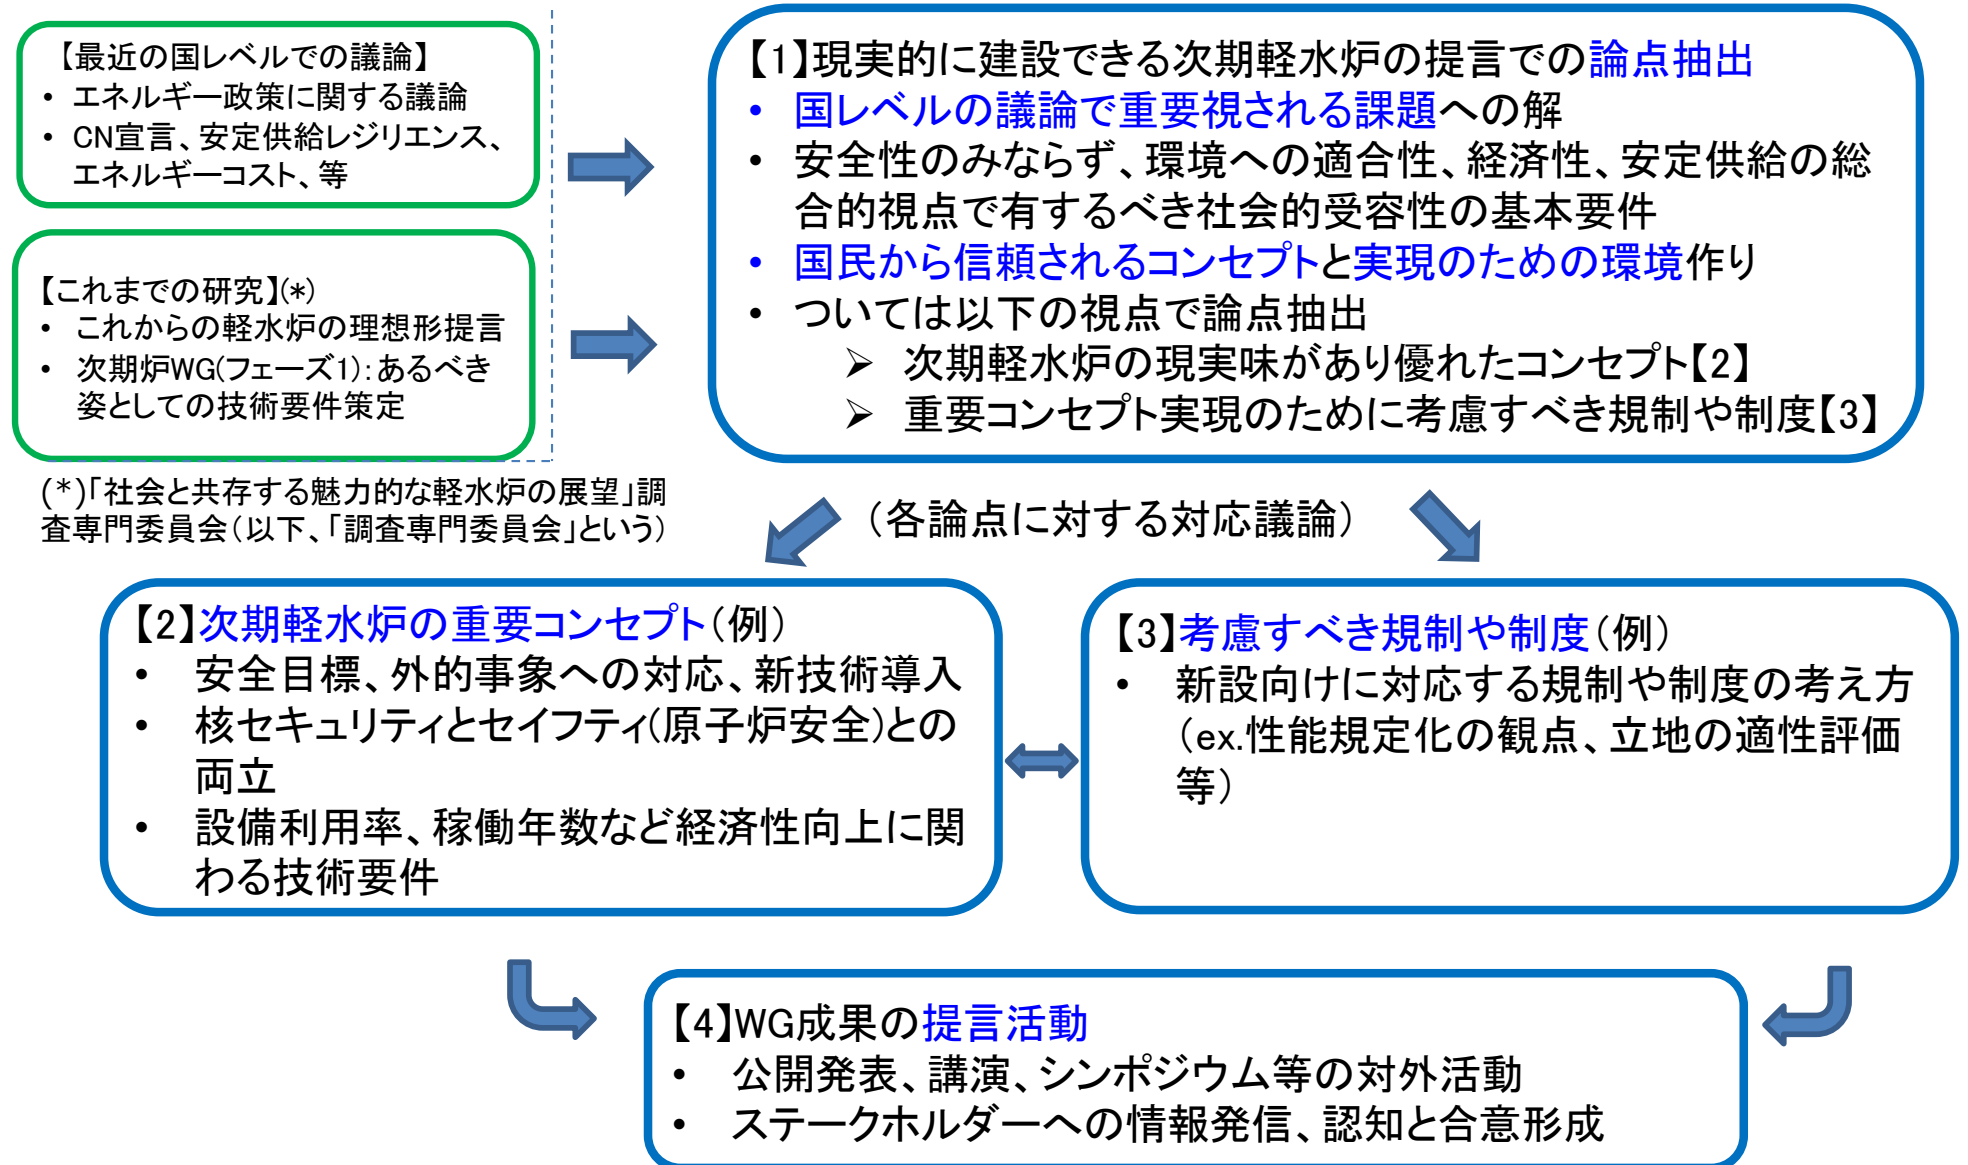 【最近の国レベルでの議論】
• エネルギー政策に関する議論
• CN宣言、安定供給レジリエンス、
エネルギーコスト、等
【これまでの研究】(*)
• これからの軽水炉の理想形提言
• 次期炉WG(フェーズ1):あるべき
姿としての技術要件策定
(*)「社会と共存する魅力的な軽水炉の展望」調
査専門委員会(以下、「調査専門委員会」という)
【1】現実的に建設できる次期軽水炉の提言での論点抽出
• 国レベルの議論で重要視される課題への解
• 安全性のみならず、環境への適合性、経済性、安定供給の総
合的視点で有するべき社会的受容性の基本要件
• 国民から信頼されるコンセプトと実現のための環境作り
• ついては以下の視点で論点抽出
➢ 次期軽水炉の現実味があり優れたコンセプト【2】
➢ 重要コンセプト実現のために考慮すべき規制や制度【3】
(各論点に対する対応議論)
【2】次期軽水炉の重要コンセプト(例)
• 安全目標、外的事象への対応、新技術導入
• 核セキュリティとセイフティ(原子炉安全)との
両立
• 設備利用率、稼働年数など経済性向上に関
わる技術要件
【3】考慮すべき規制や制度(例)
• 新設向けに対応する規制や制度の考え方
(ex.性能規定化の観点、立地の適性評価
等)
【4】WG成果の提言活動
• 公開発表、講演、シンポジウム等の対外活動
• ステークホルダーへの情報発信、認知と合意形成